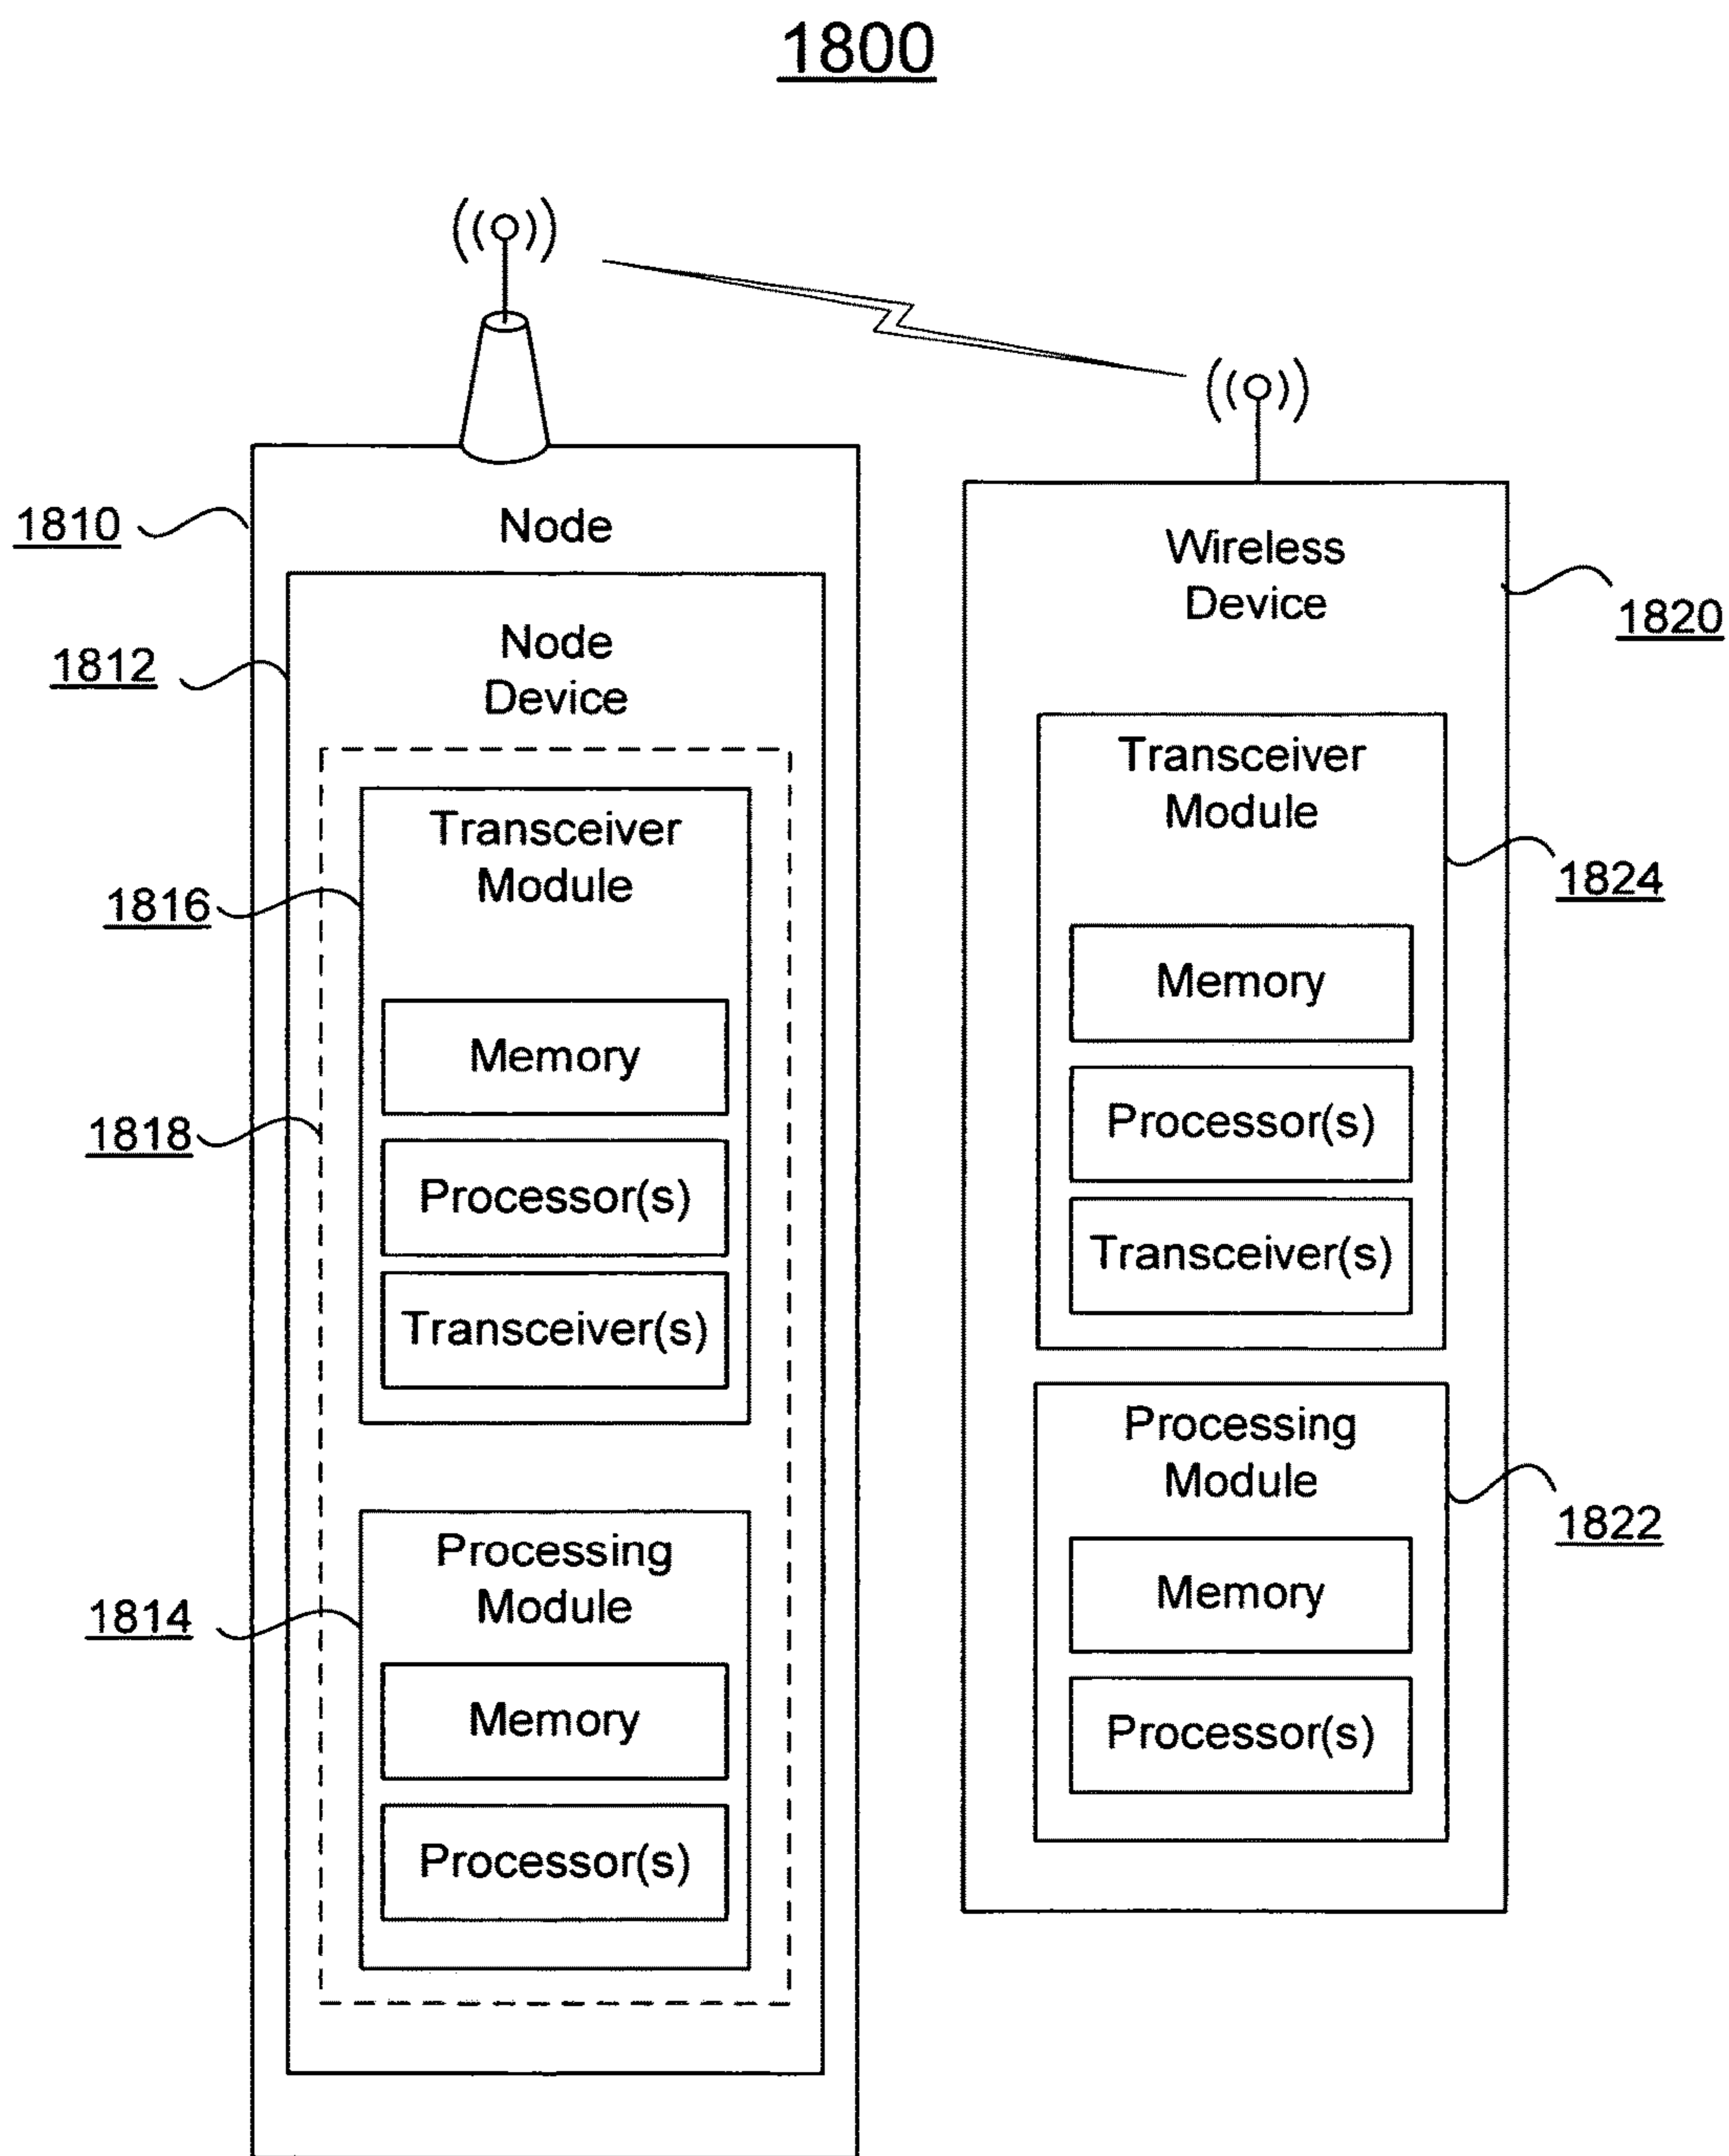 1800
1810
Node
1812
Node
Device
1816
Transceiver
Module
Memory
1818
Processor(s)
Transceiver(s)
1814
Processing
Module
Memory
Processor(s)
Wireless
Device
1820
Transceiver
Module
1824
Memory
Processor(s)
Transceiver(s)
Processing
Module
1822
Memory
Processor(s)